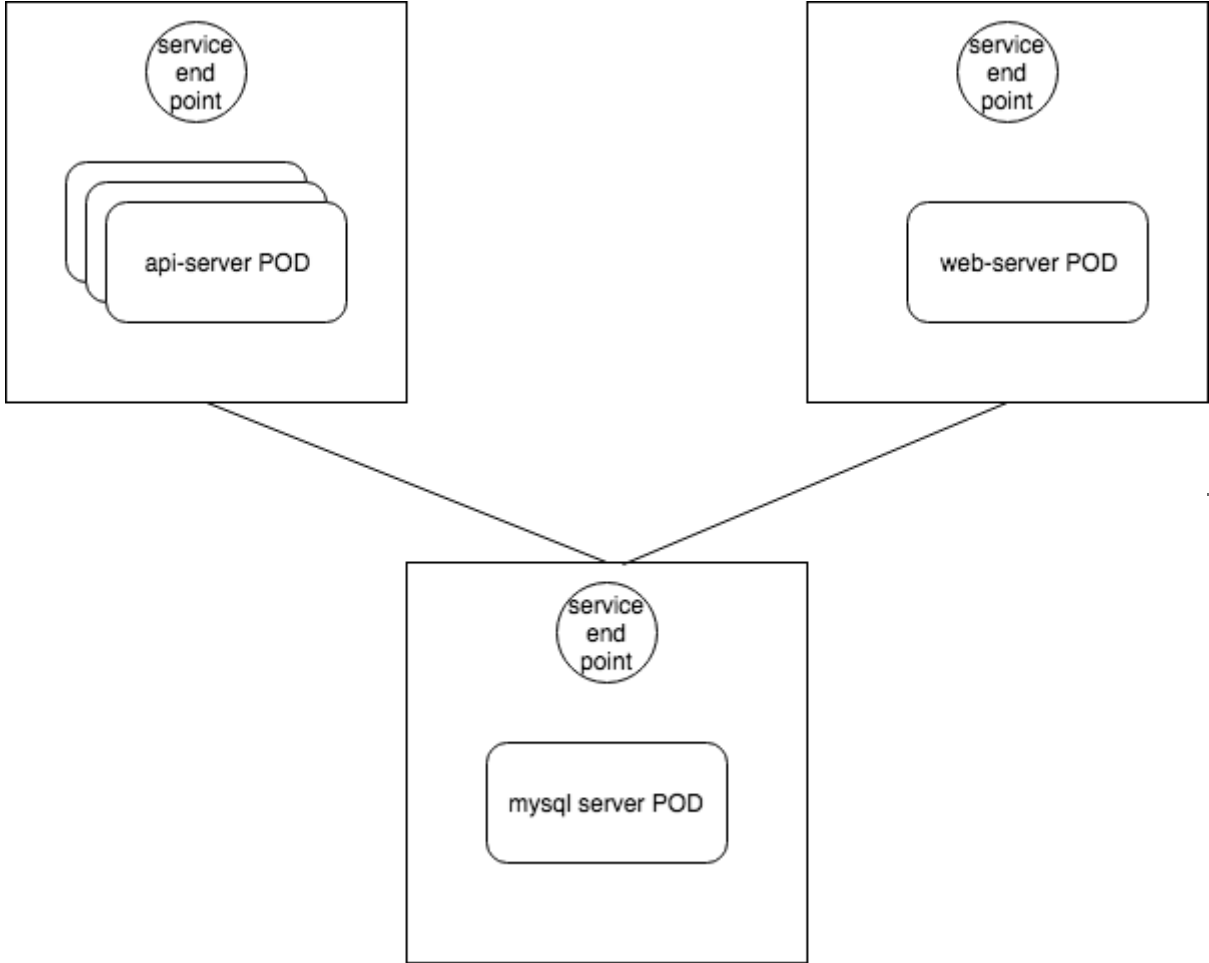 service
end
point
api-server POD
service
end
point
web-server POD
service
end
point
mysql server POD